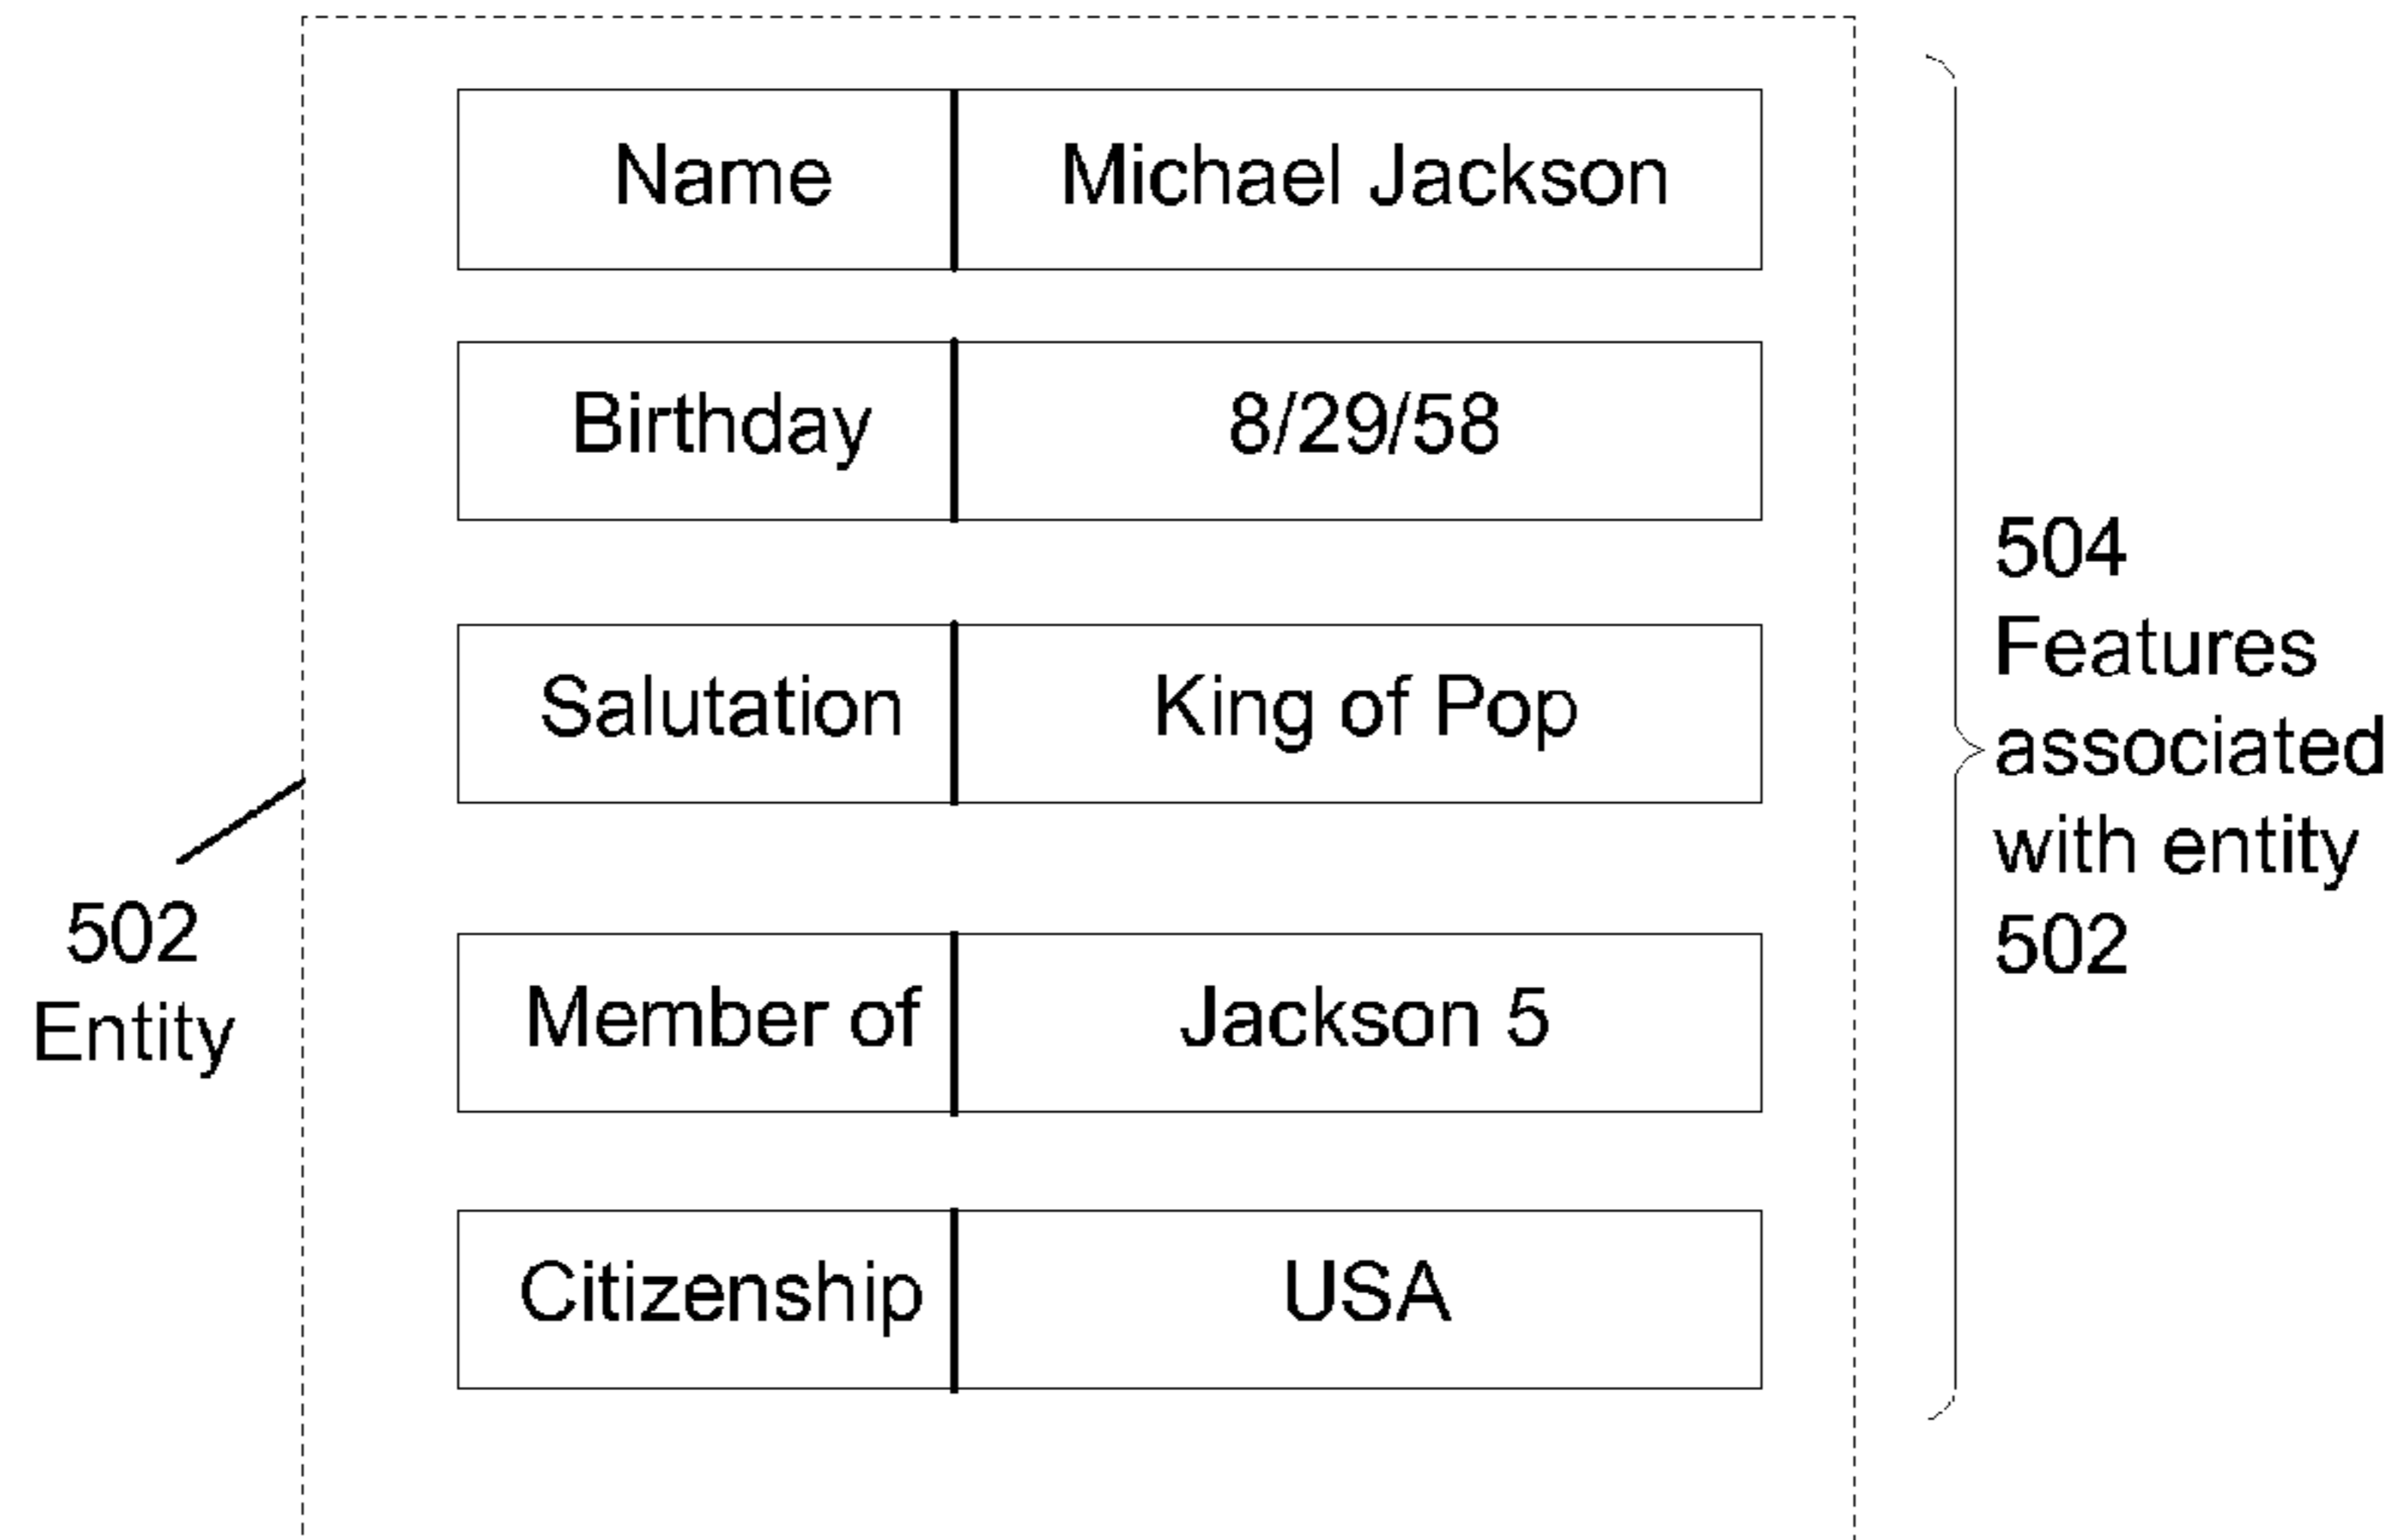 Name Michael Jackson
Birthday 8/29/58
Salutation King of Pop
Member of Jackson 5
Citizenship USA
502
Entity
504
Features
associated
with entity
502